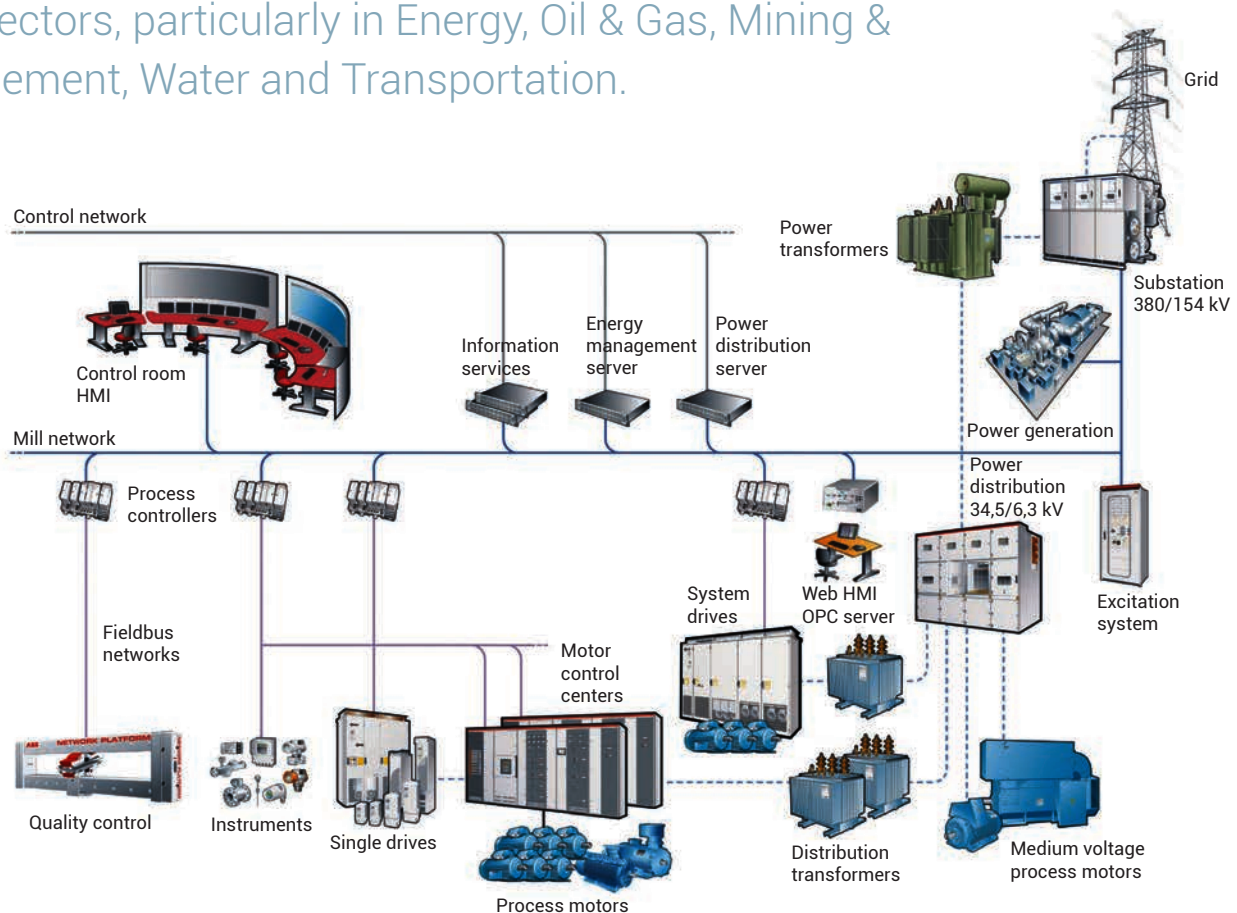 ectors, particularly in Energy, Oil & Gas, Mining &
ement, Water and Transportation.
Grid
Control network
Power
transformers
Substation
380/154 kV
Control room
HMI
Information
services
Energy
management
server
Power
distribution
server
Power generation
Mill network
Process
controllers
Power
distribution
34,5/6,3 kV
Web HMI
OPC server
System
drives
Excitation
system
Fieldbus
networks
Motor
control
centers
ABB NETWORK PLATFORM
Quality control
Instruments
Single drives
Process motors
Distribution
transformers
Medium voltage
process motors